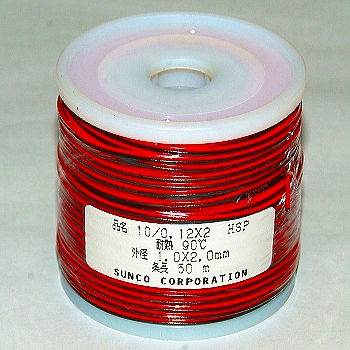 品名 10/0.12X2 HSP
耐熱 90℃
外径 1.0X2.0mm
条長 30 m
SUNCO CORPORATION